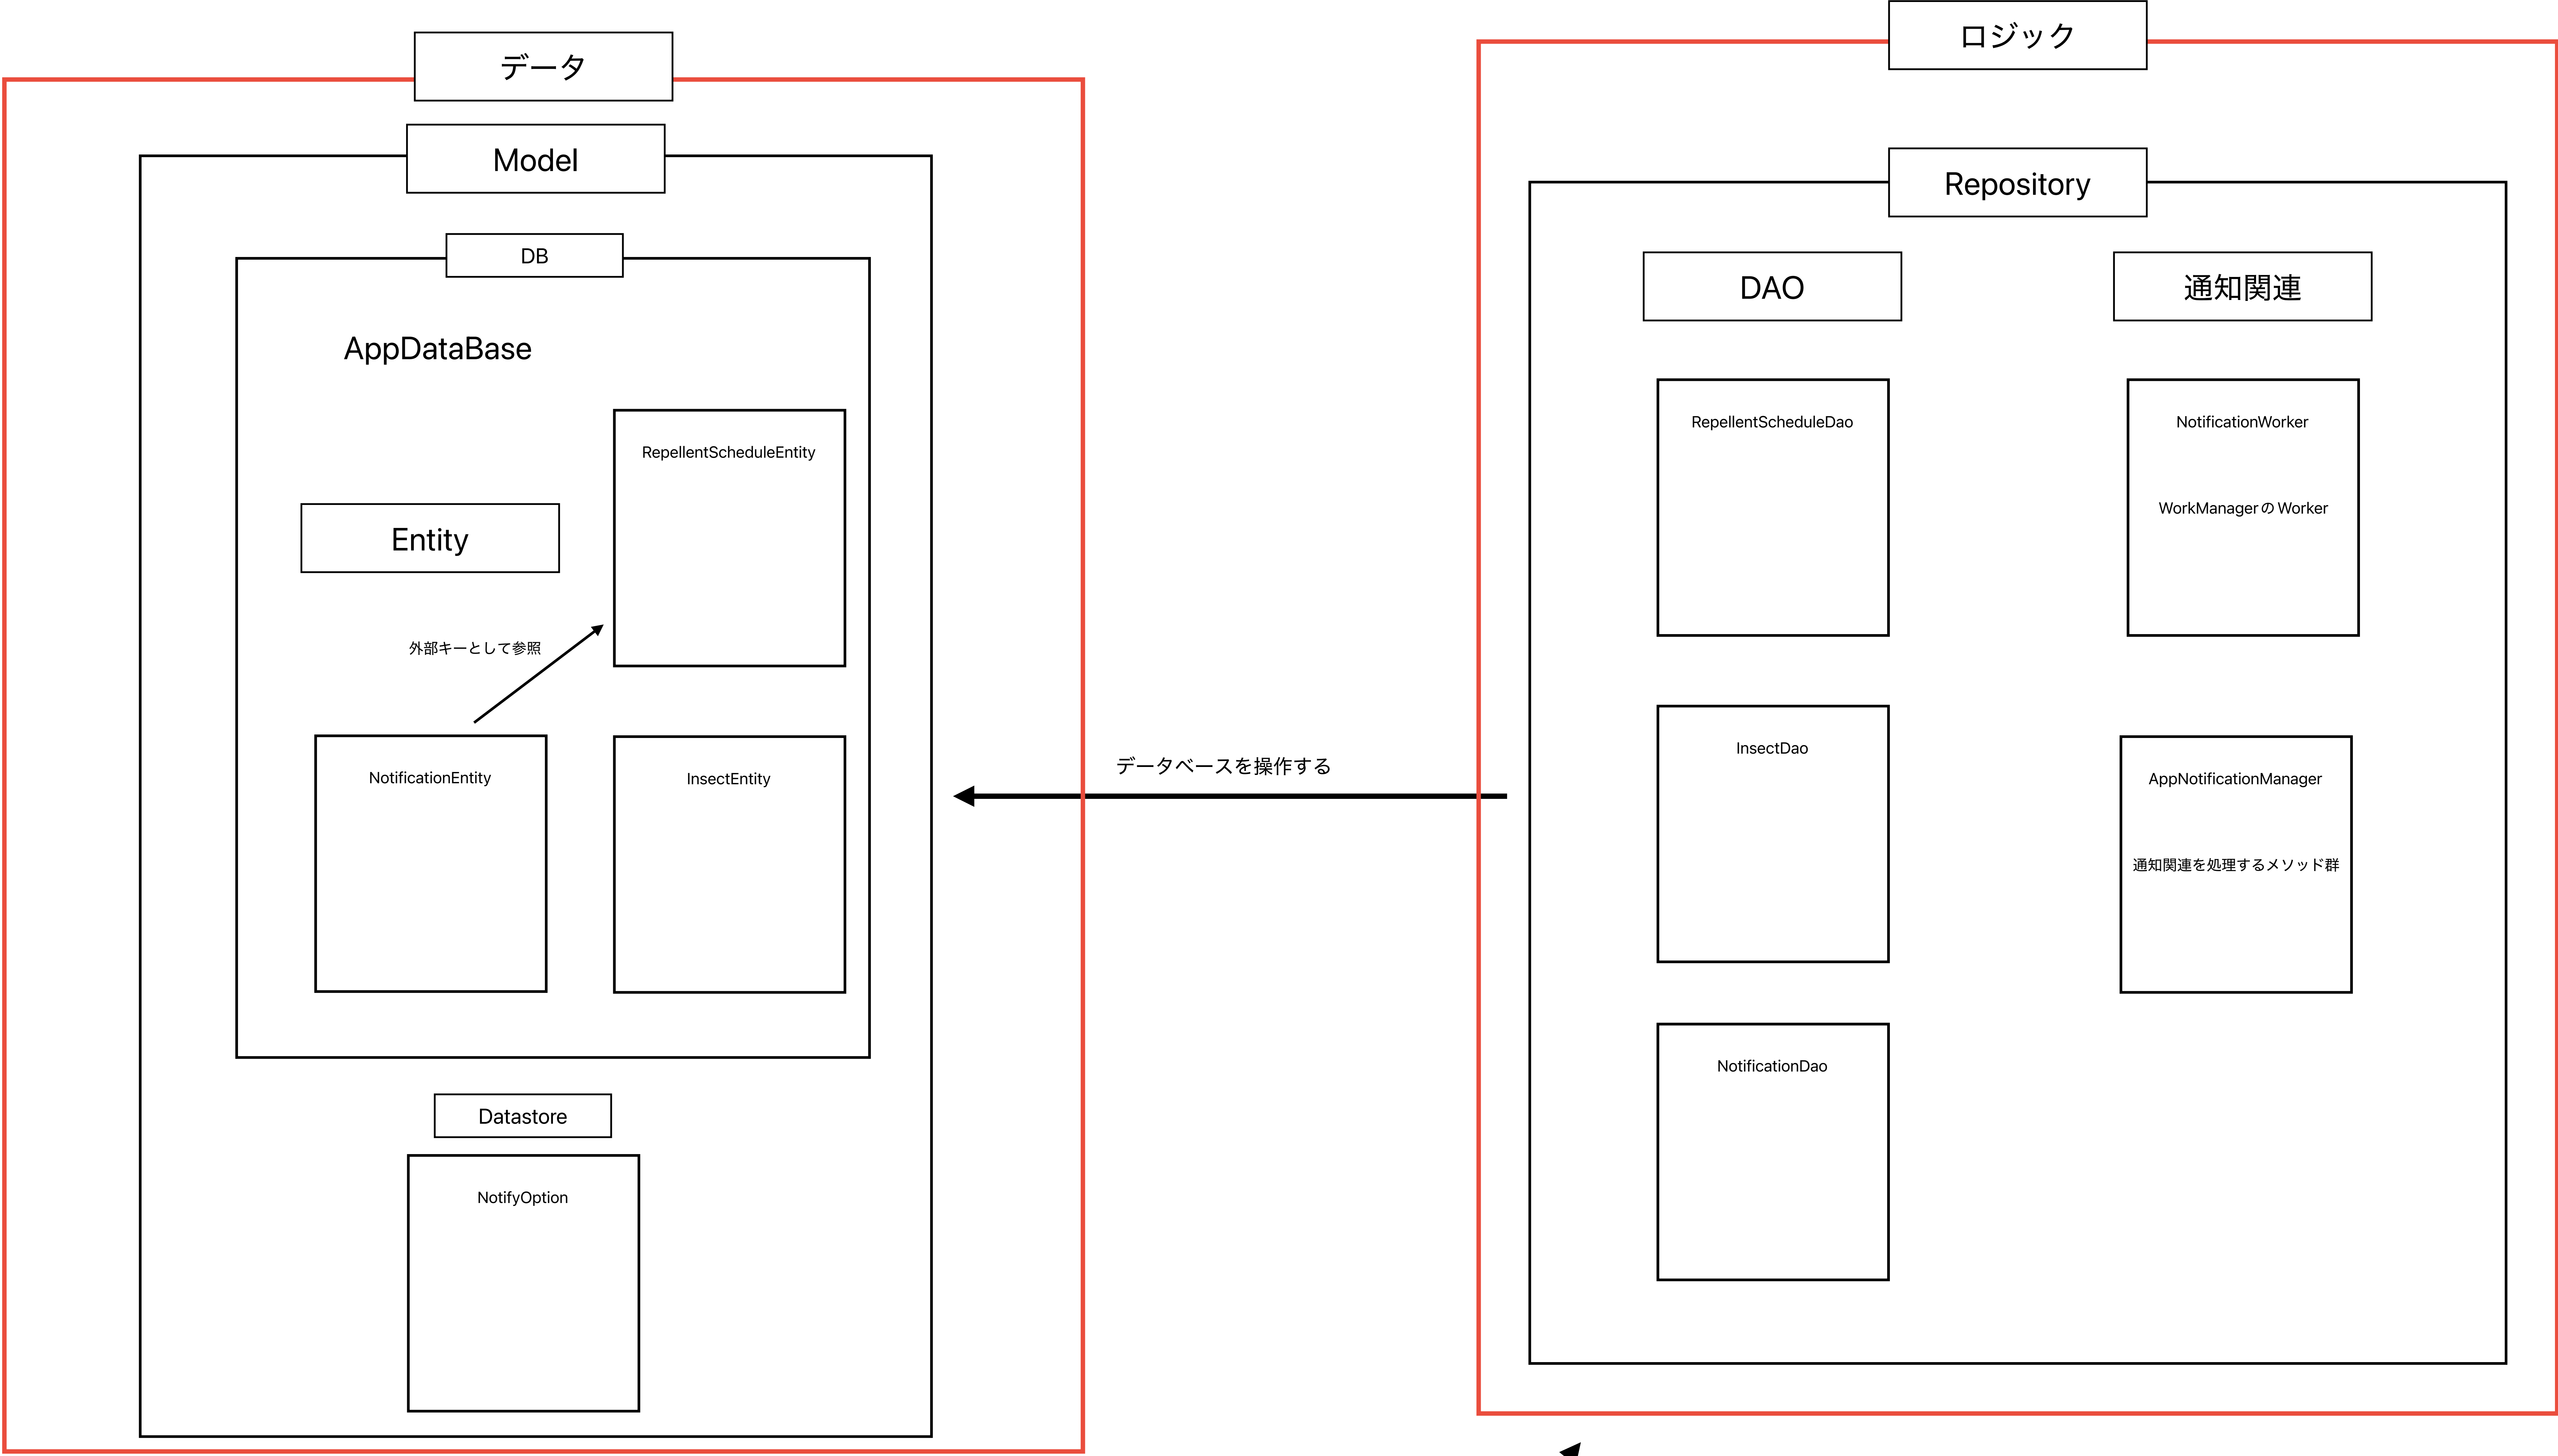 データ
Model
DB
AppDataBase
RepellentScheduleEntity
Entity
外部キーとして参照
NotificationEntity
InsectEntity
Datastore
NotifyOption
データベースを操作する
ロジック
Repository
DAO
通知関連
RepellentScheduleDao
NotificationWorker
WorkManagerのWorker
InsectDao
AppNotificationManager
通知関連を処理するメソッド群
NotificationDao